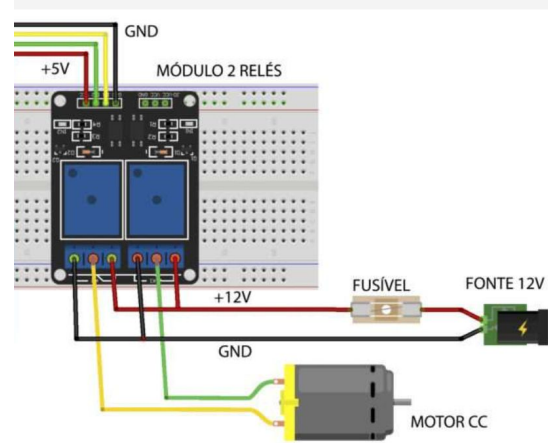 GND
+5V
MÓDULO 2 RELÉS
+12V
FUSÍVEL
FONTE 12V
GND
MOTOR CC